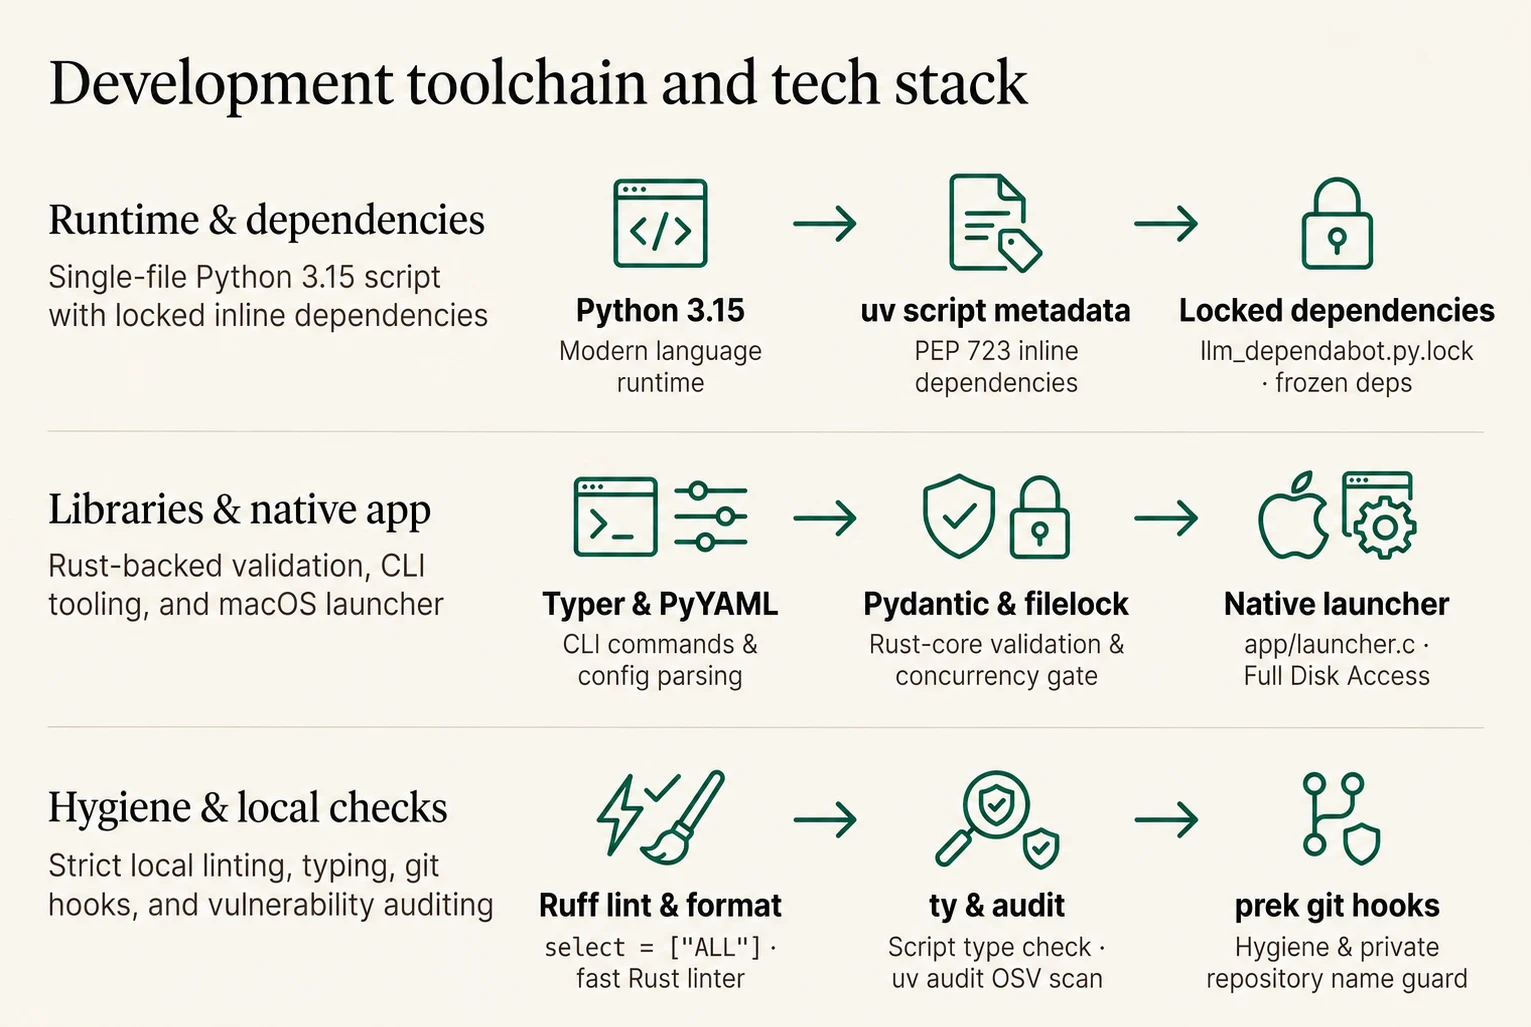 Development toolchain and tech stack
Runtime & dependencies
Single-file Python 3.15 script
with locked inline dependencies
Python 3.15
Modern language
runtime
uv script metadata
PEP 723 inline
dependencies
Locked dependencies
llm_dependabot.py.lock
· frozen deps
Libraries & native app
Rust-backed validation, CLI
tooling, and macOS launcher
Typer & PyYAML
CLI commands &
config parsing
Pydantic & filelock
Rust-core validation &
concurrency gate
Native launcher
app/launcher.c ·
Full Disk Access
Hygiene & local checks
Strict local linting, typing, git
hooks, and vulnerability auditing
Ruff lint & format
select = ["ALL"] ·
fast Rust linter
ty & audit
Script type check ·
uv audit OSV scan
prek git hooks
Hygiene & private
repository name guard